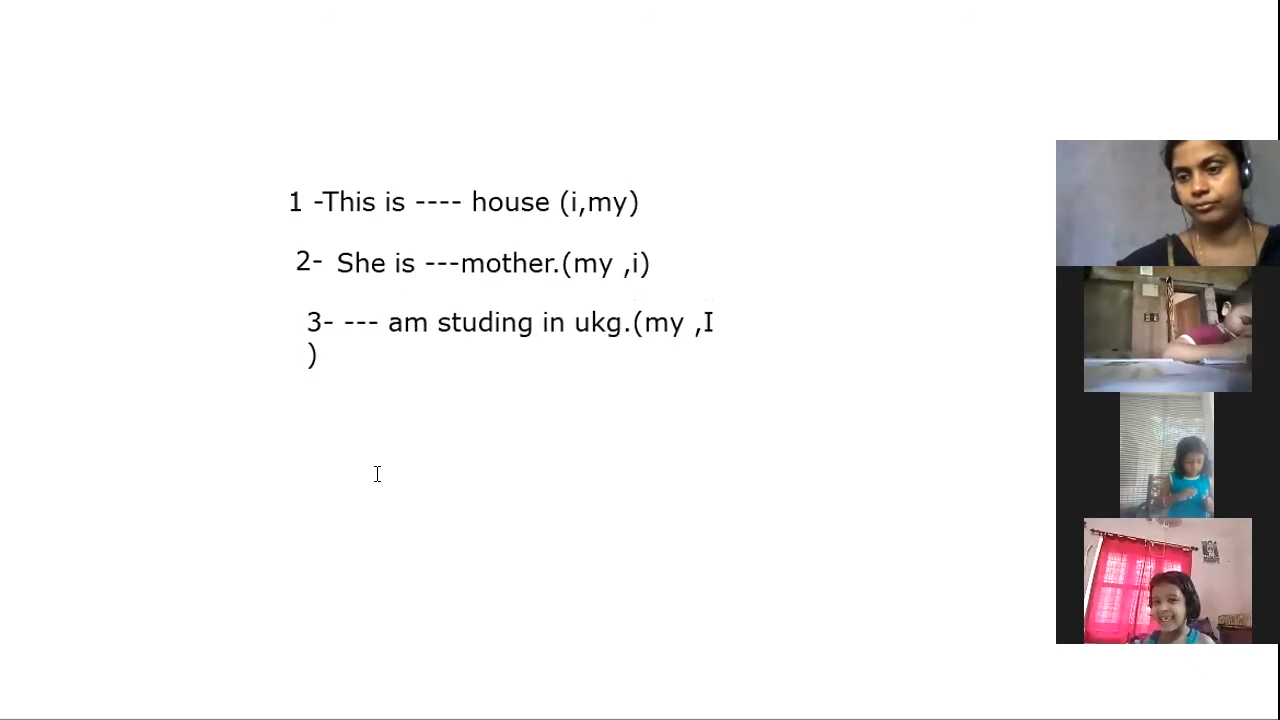 1 -This is ---- house (i,my)
2- She is ---mother.(my ,i)
3- --- am studing in ukg.(my ,I
)